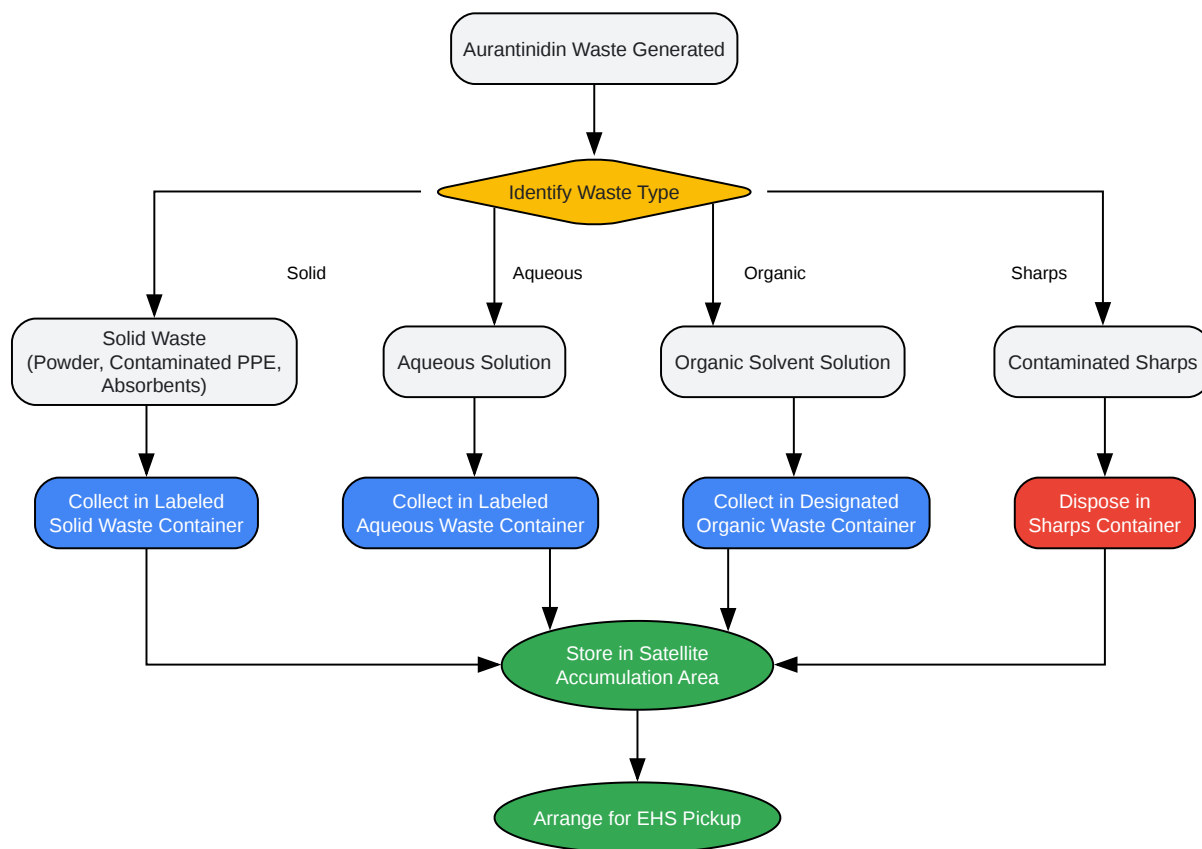 Aurantinidin Waste Generated
Identify Waste Type
Solid
Aqueous
Organic
Sharps
Solid Waste
(Powder, Contaminated PPE,
Absorbents)
Aqueous Solution
Organic Solvent Solution
Contaminated Sharps
Collect in Labeled
Solid Waste Container
Collect in Labeled
Aqueous Waste Container
Collect in Designated
Organic Waste Container
Dispose in
Sharps Container
Store in Satellite
Accumulation Area
Arrange for EHS Pickup